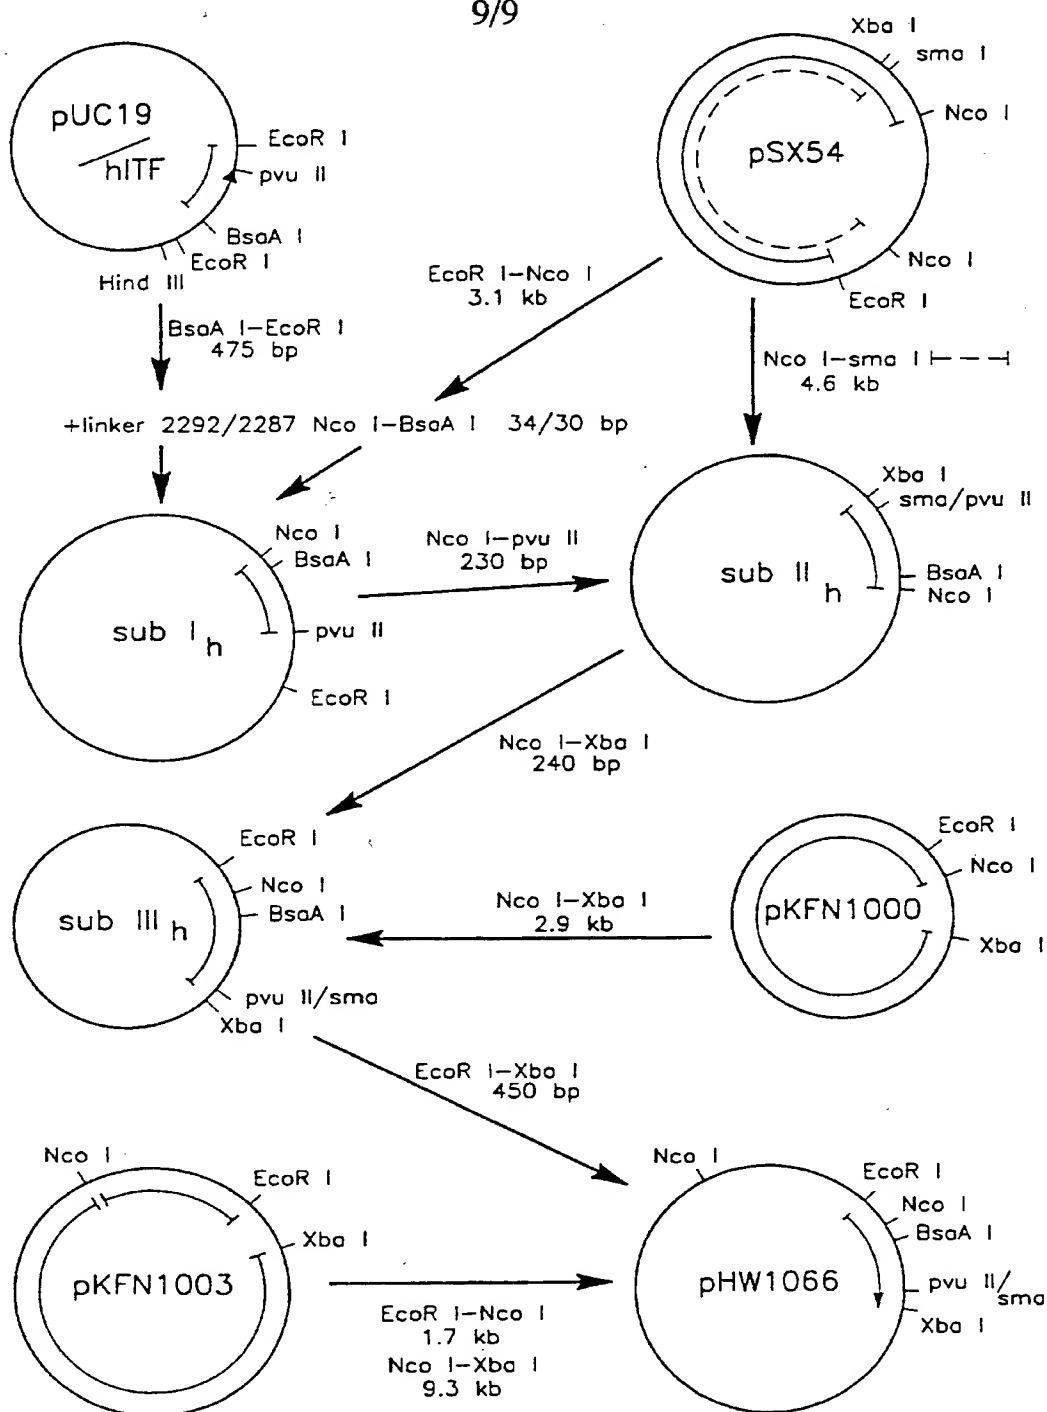 9/9
pUC19
hITF
EcoR I
pvu II
BsaA I
EcoR I
Hind III
Xba I
sma I
Nco I
pSX54
Nco I
EcoR I
BsaA I-EcoR I
475 bp
EcoR I-Nco I
3.1 kb
Nco I-sma I
4.6 kb
+linker 2292/2287 Nco I-BsaA I 34/30 bp
Nco I
BsaA I
sub I h
pvu II
EcoR I
Nco I-pvu II
230 bp
Xba I
sma/pvu II
sub II h
BsaA I
Nco I
Nco I-Xba I
240 bp
EcoR I
Nco I
BsaA I
sub III h
pvu II/sma
Xba I
Nco I-Xba I
2.9 kb
EcoR I
Nco I
pKFN1000
Xba I
EcoR I-Xba I
450 bp
Nco I
EcoR I
Xba I
pKFN1003
EcoR I-Nco I
1.7 kb
Nco I-Xba I
9.3 kb
Nco I
EcoR I
Nco I
BsaA I
pHW1066
pvu II/sma
Xba I